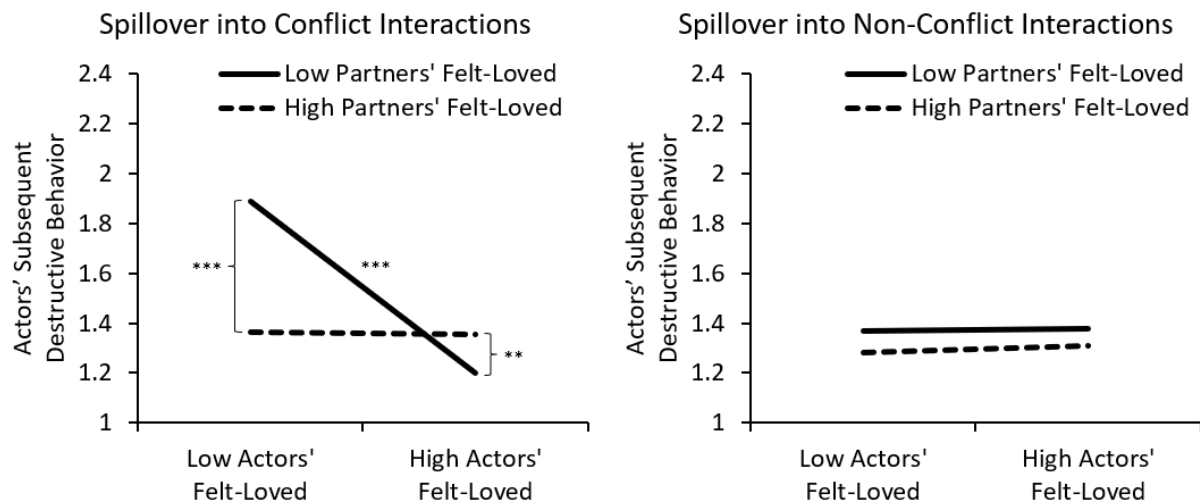 Spillover into Conflict Interactions
2.4
2.2
2
1.8
1.6
1.4
1.2
1
Actors’ Subsequent
Destructive Behavior
Low Partners' Felt-Loved
High Partners' Felt-Loved
***
***
**
Low Actors'
Felt-Loved
High Actors'
Felt-Loved
Spillover into Non-Conflict Interactions
2.4
2.2
2
1.8
1.6
1.4
1.2
1
Actors’ Subsequent
Destructive Behavior
Low Partners' Felt-Loved
High Partners' Felt-Loved
Low Actors'
Felt-Loved
High Actors'
Felt-Loved